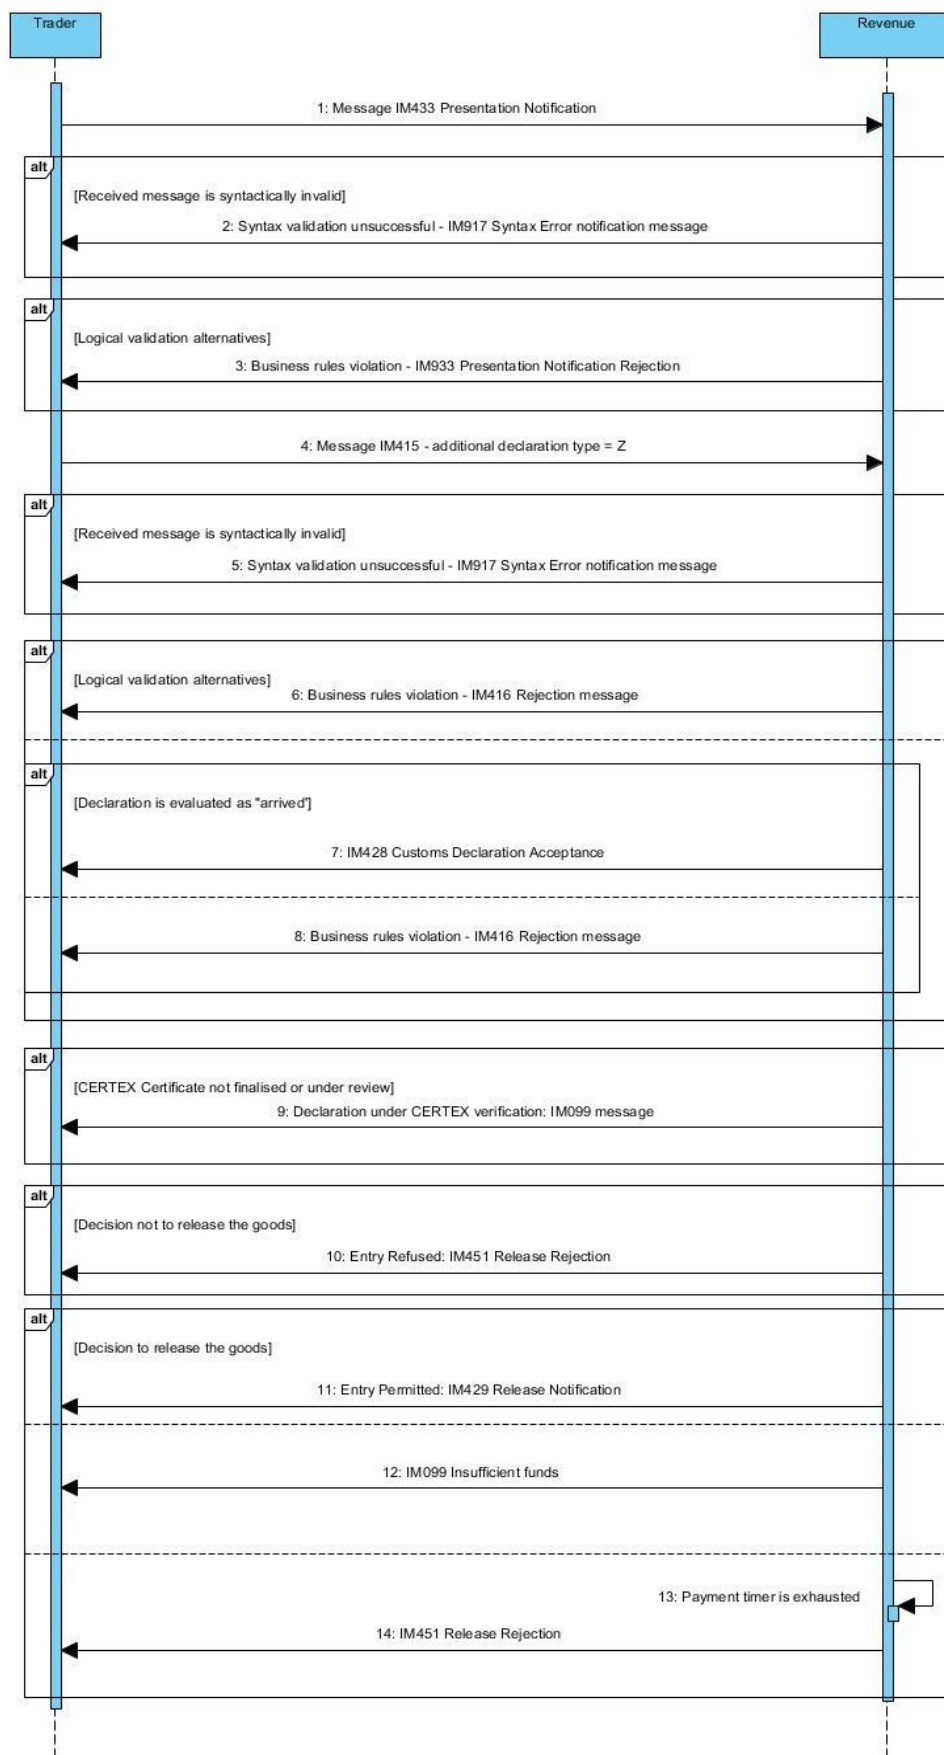 Trader
Revenue
1: Message IM433 Presentation Notification
alt
[Received message is syntactically invalid]
2: Syntax validation unsuccessful - IM917 Syntax Error notification message
alt
[Logical validation alternatives]
3: Business rules violation - IM933 Presentation Notification Rejection
4: Message IM415 - additional declaration type = Z
alt
[Received message is syntactically invalid]
5: Syntax validation unsuccessful - IM917 Syntax Error notification message
alt
[Logical validation alternatives]
6: Business rules violation - IM416 Rejection message
alt
[Declaration is evaluated as "arrived"]
7: IM428 Customs Declaration Acceptance
8: Business rules violation - IM416 Rejection message
alt
[CERTEX Certificate not finalised or under review]
9: Declaration under CERTEX verification: IM099 message
alt
[Decision not to release the goods]
10: Entry Refused: IM451 Release Rejection
alt
[Decision to release the goods]
11: Entry Permitted: IM429 Release Notification
12: IM099 Insufficient funds
13: Payment timer is exhausted
14: IM451 Release Rejection